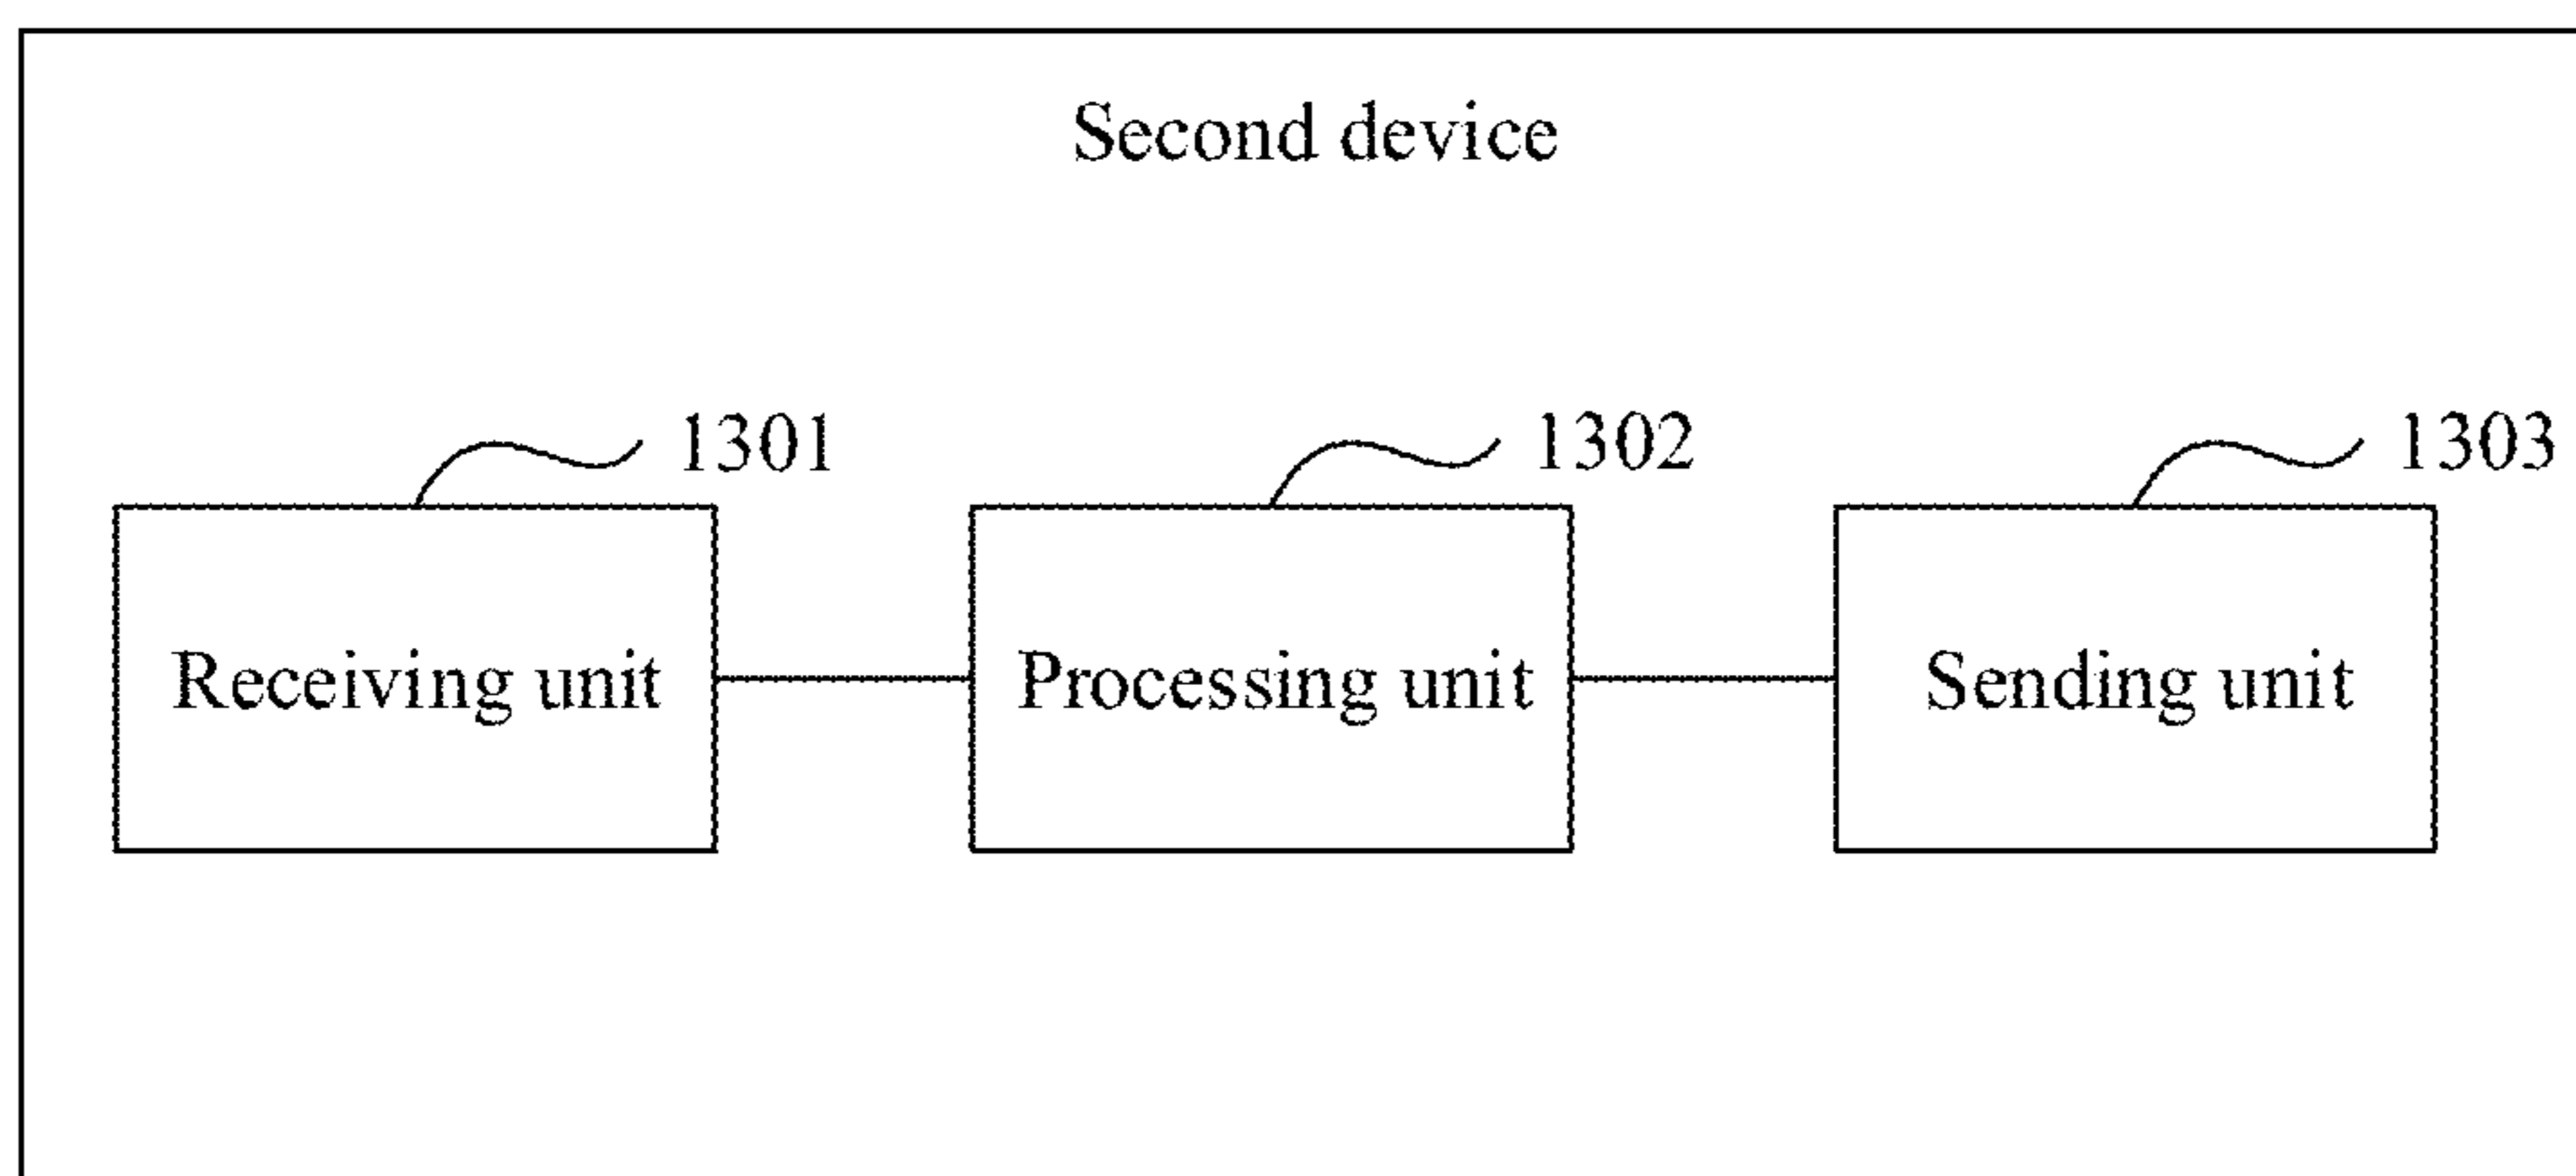 Second device
1301 1302 1303
Receiving unit Processing unit Sending unit